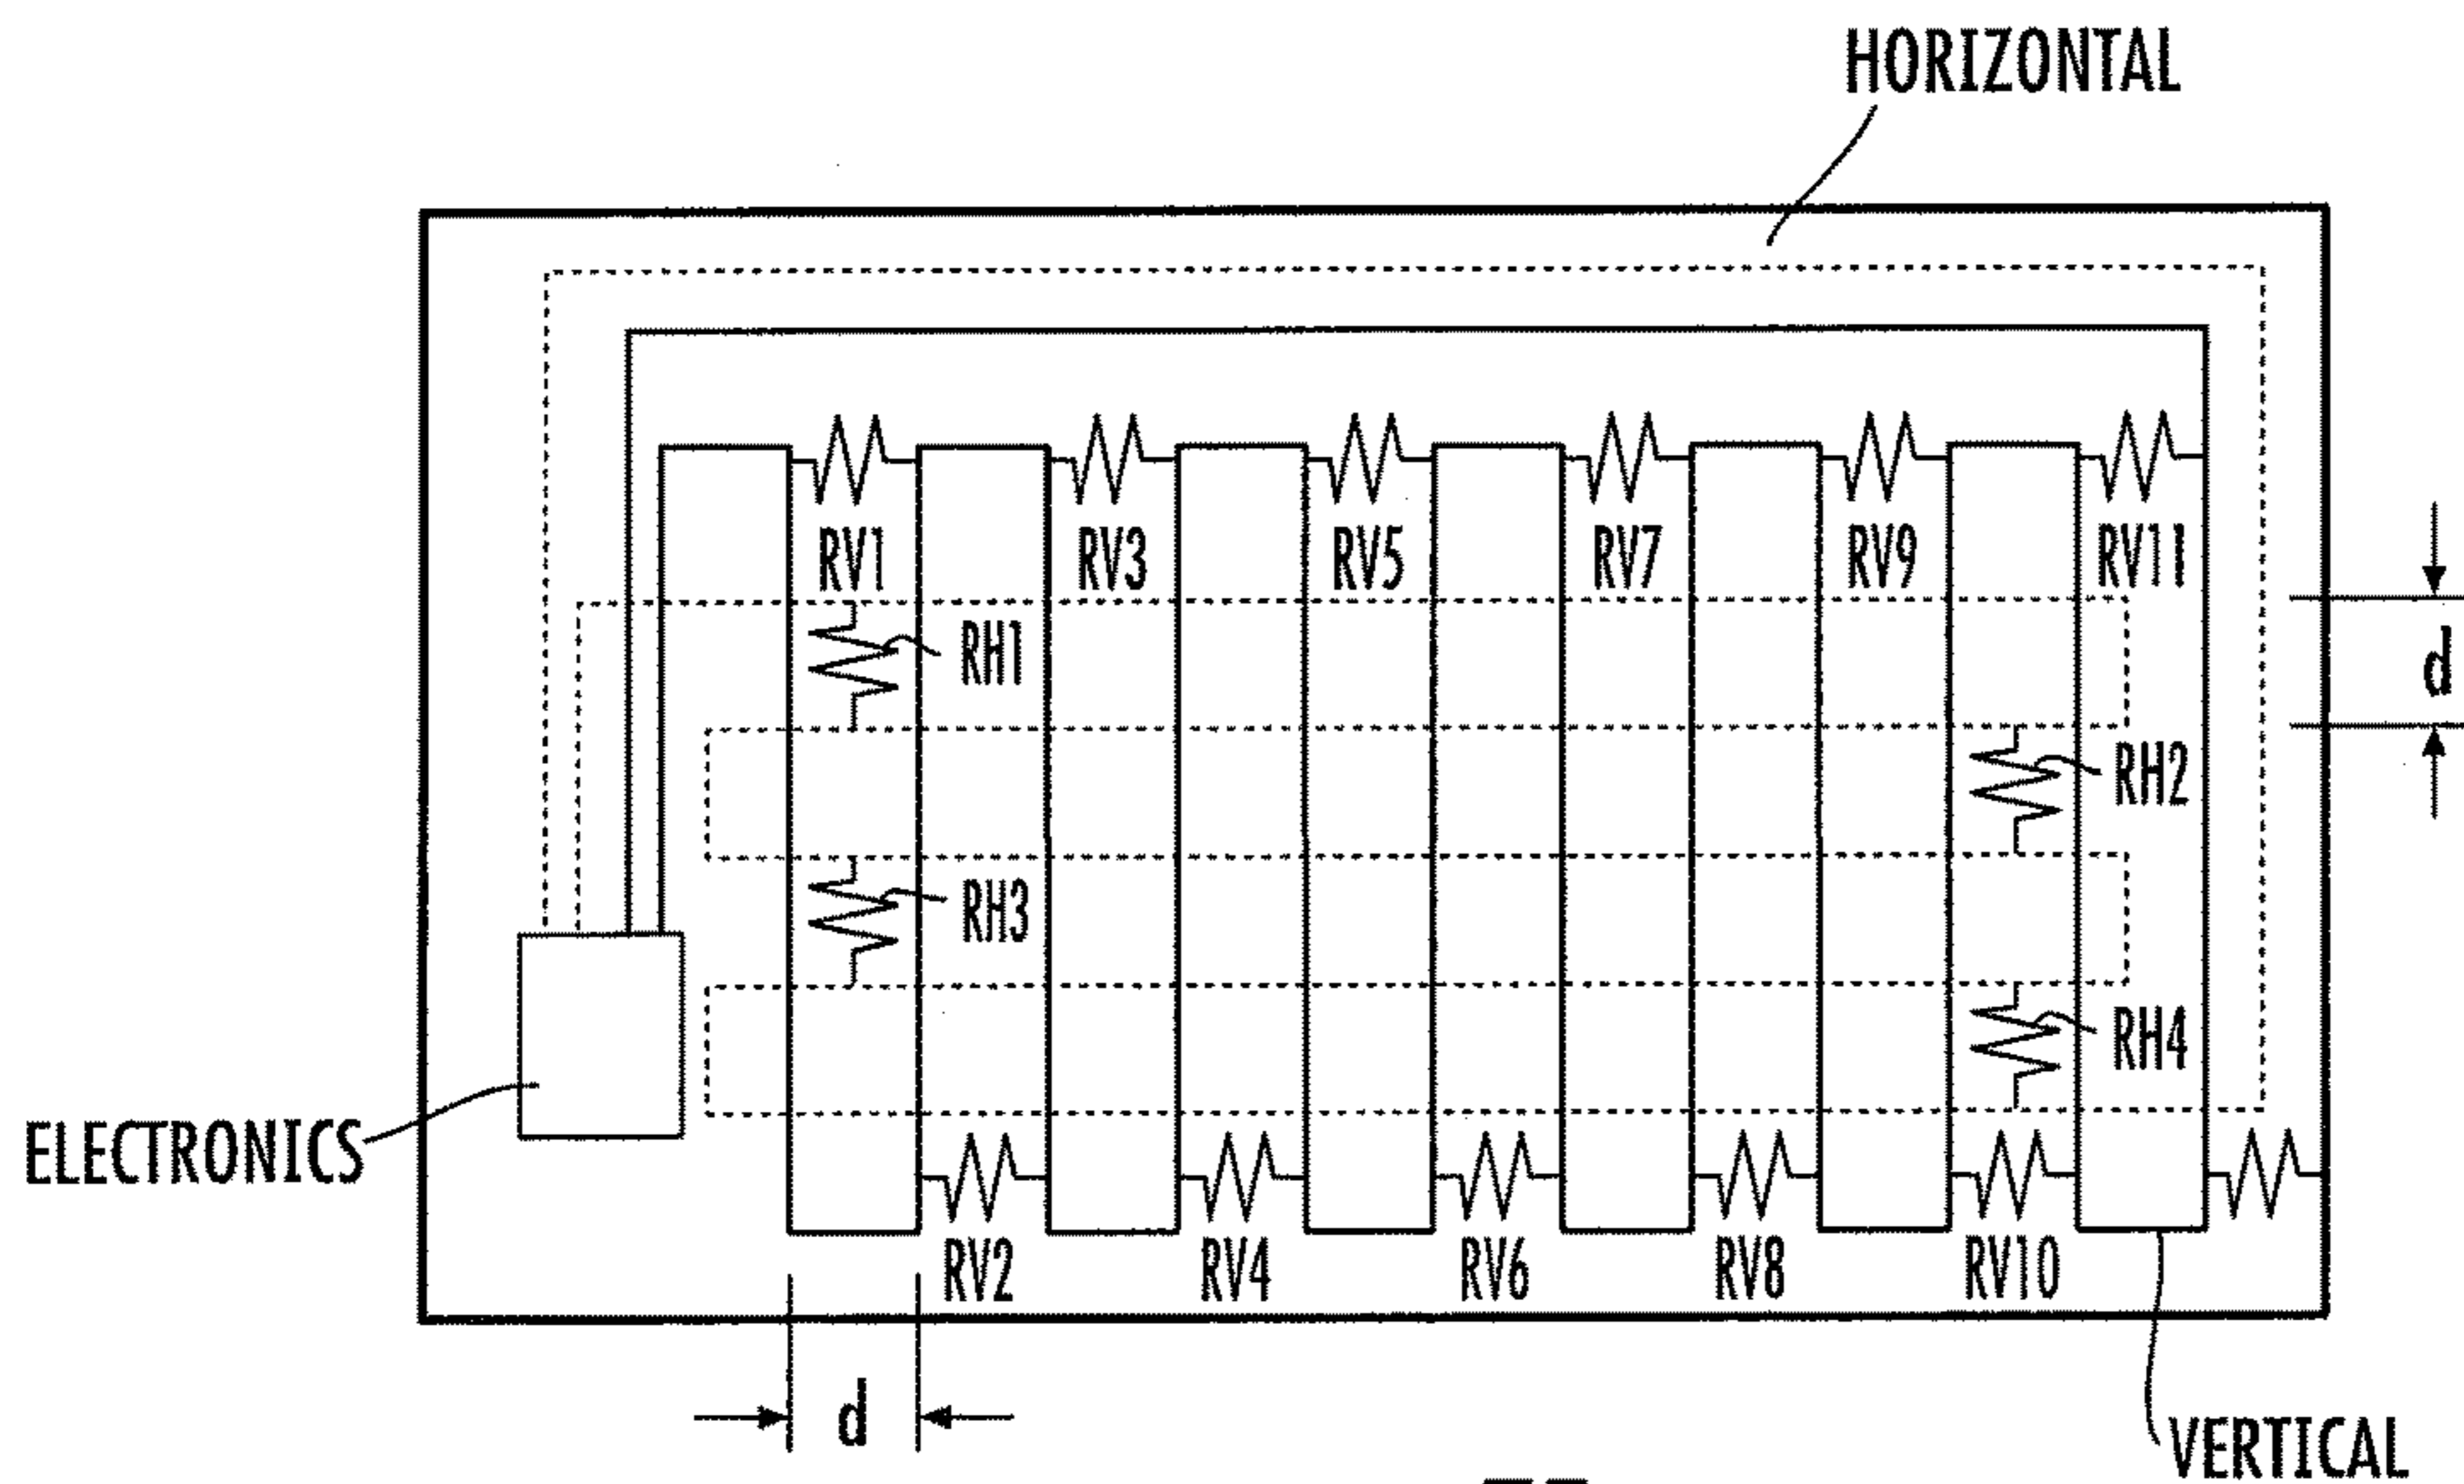 HORIZONTAL
RV1
RV3
RV5
RV7
RV9
RV11
RH1
d
RH2
RH3
RH4
ELECTRONICS
RV2
RV4
RV6
RV8
RV10
d
VERTICAL